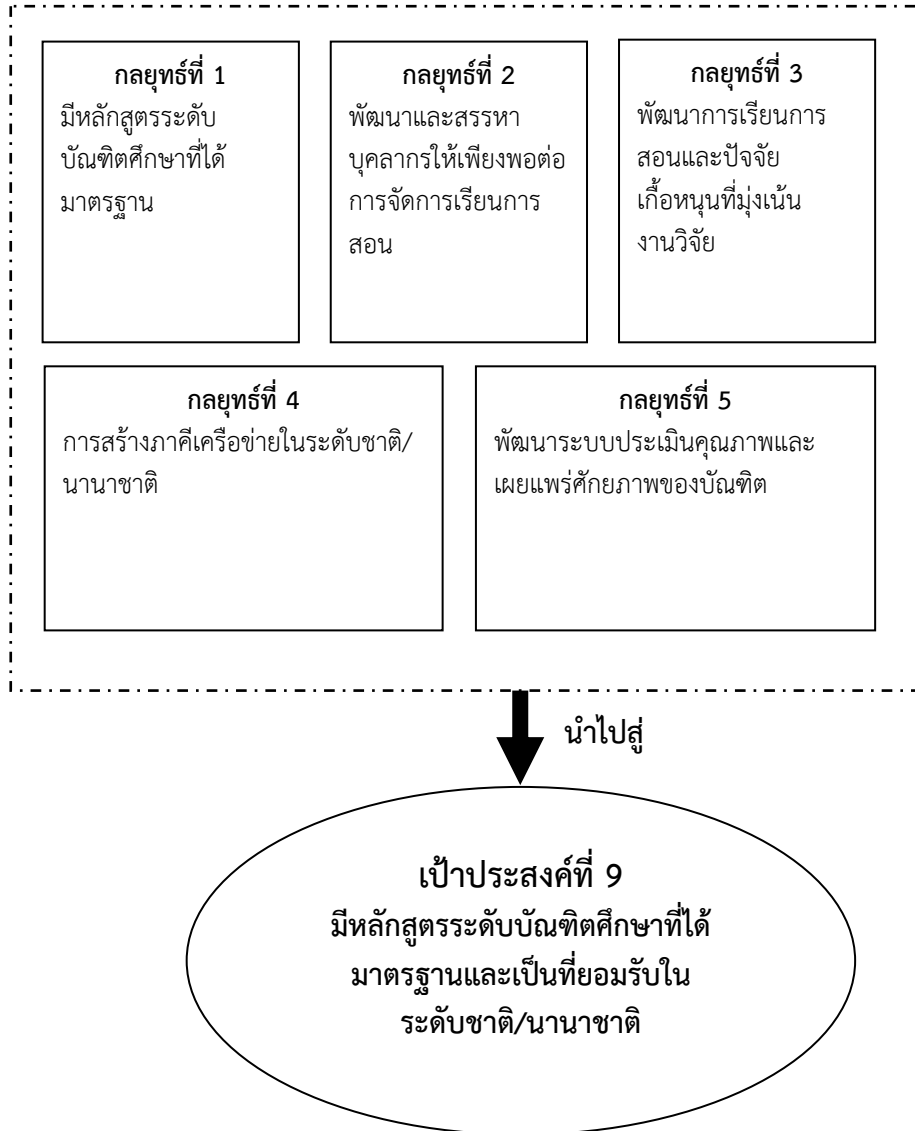 กลยุทธ์ที่ 1
มีหลักสูตรระดับ
บัณฑิตศึกษาที่ได้
มาตรฐาน
กลยุทธ์ที่ 2
พัฒนาและสรรหา
บุคลากรให้เพียงพอต่อ
การจัดการเรียนการ
สอน
กลยุทธ์ที่ 3
พัฒนาการเรียนการ
สอนและปัจจัย
เกื้อหนุนที่มุ่งเน้น
งานวิจัย
กลยุทธ์ที่ 4
การสร้างภาคีเครือข่ายในระดับชาติ/
นานาชาติ
กลยุทธ์ที่ 5
พัฒนาระบบประเมินคุณภาพและ
เผยแพร่ศักยภาพของบัณฑิต
นำไปสู่
เป้าประสงค์ที่ 9
มีหลักสูตรระดับบัณฑิตศึกษาที่ได้
มาตรฐานและเป็นที่ยอมรับใน
ระดับชาติ/นานาชาติ